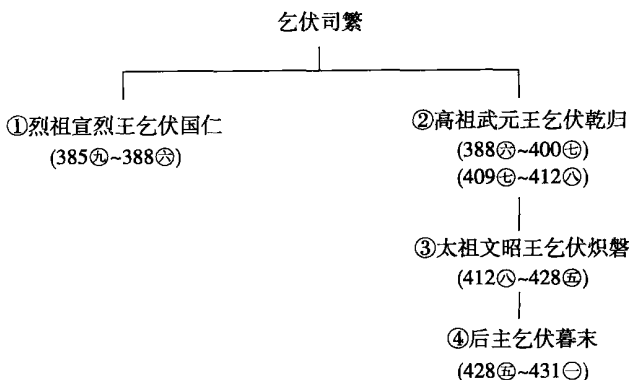 乞伏司繁
①烈祖宣烈王乞伏国仁
(385㊈~388㊅)
②高祖武元王乞伏乾归
(388㊅~400㊆)
(409㊆~412㊇)
③太祖文昭王乞伏炽磐
(412㊇~428㊄)
④后主乞伏暮末
(428㊄~431㊀)